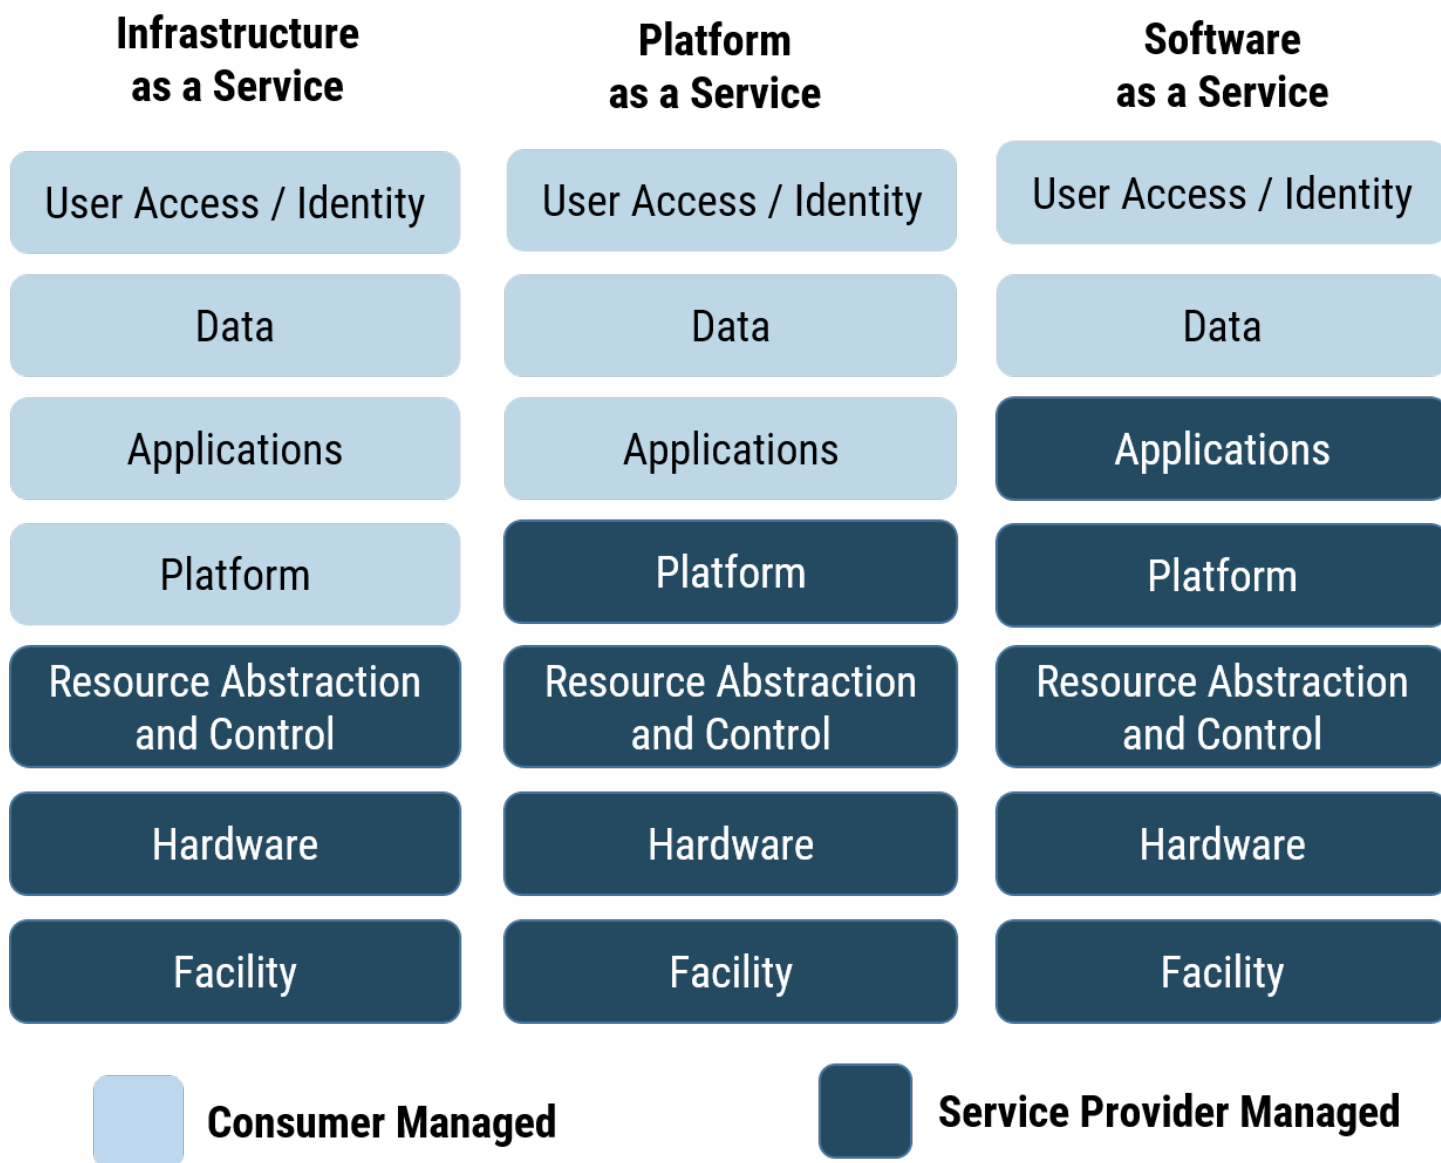 Infrastructure
as a Service
User Access / Identity
Data
Applications
Platform
Resource Abstraction
and Control
Hardware
Facility
Platform
as a Service
User Access / Identity
Data
Applications
Platform
Resource Abstraction
and Control
Hardware
Facility
Software
as a Service
User Access / Identity
Data
Applications
Platform
Resource Abstraction
and Control
Hardware
Facility
Consumer Managed
Service Provider Managed